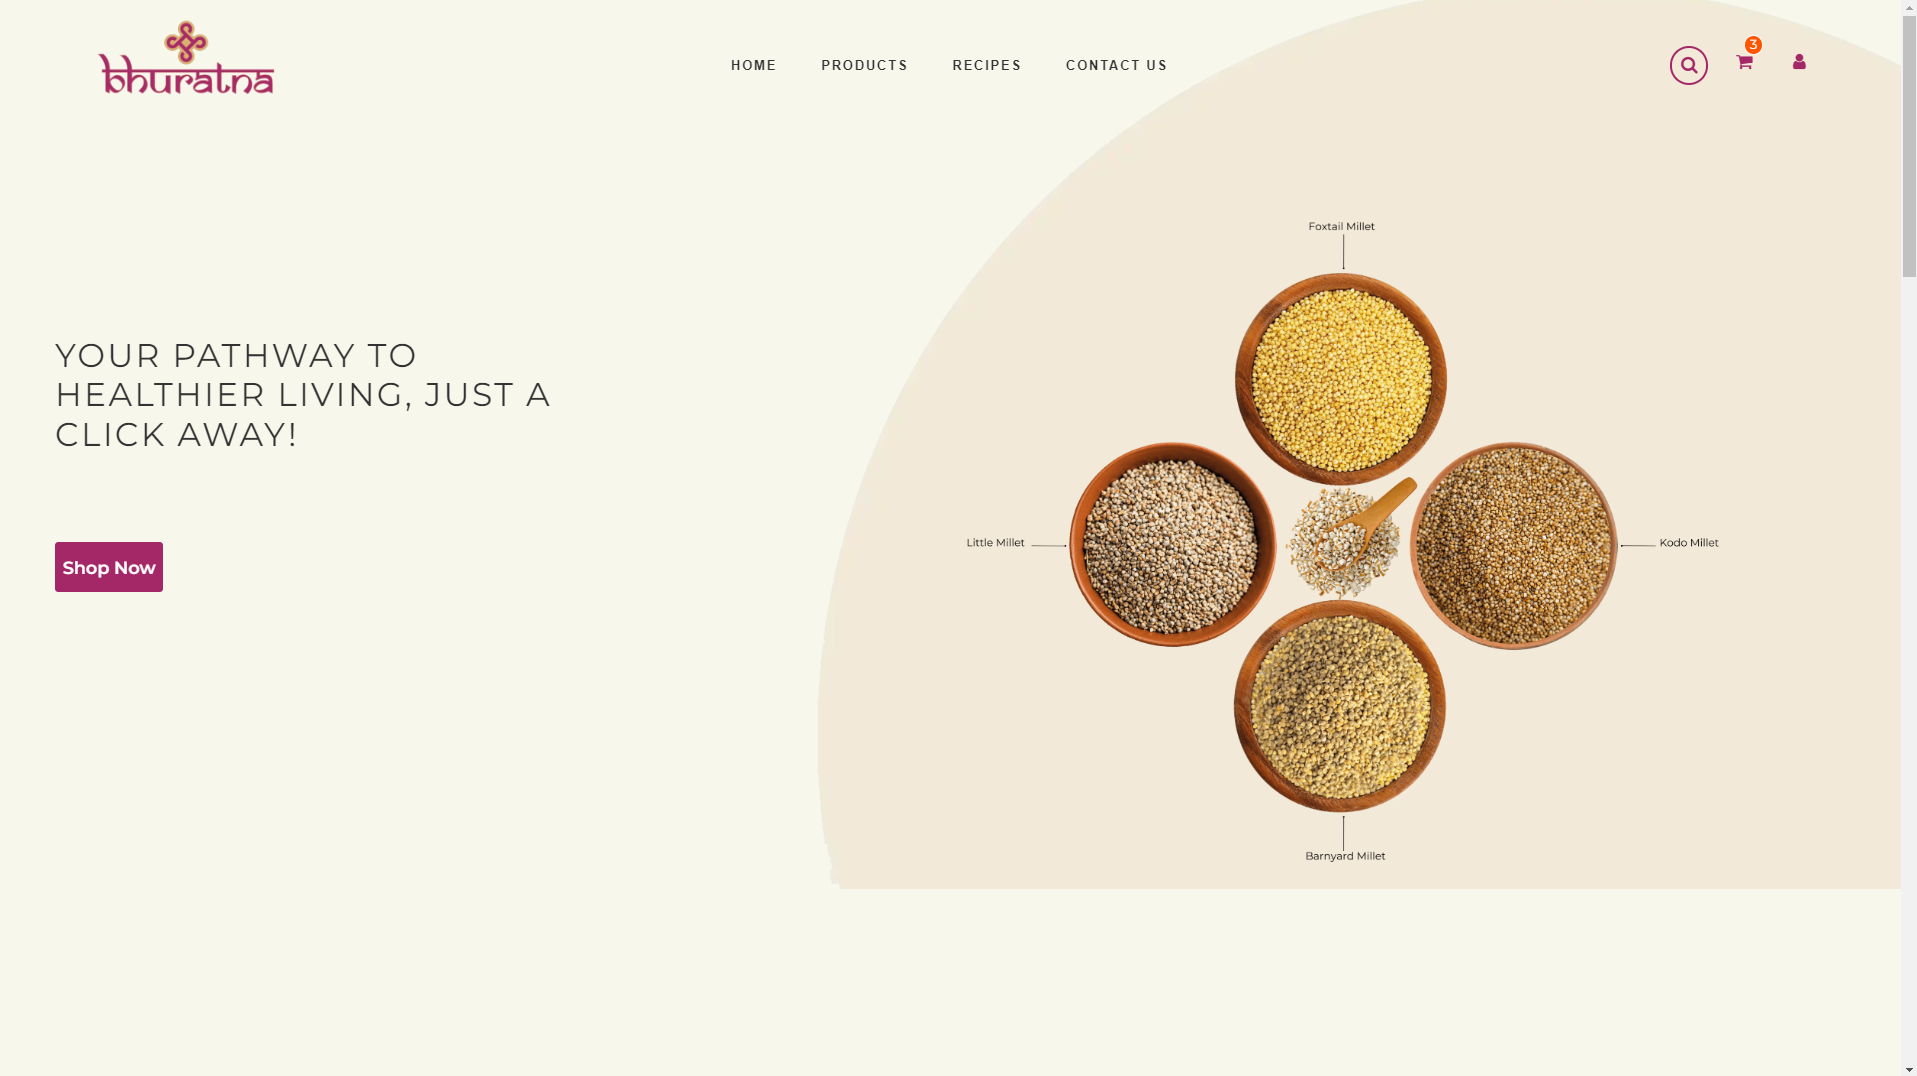 bhuratna
HOME
PRODUCTS
RECIPES
CONTACT US
3
Foxtail Millet
YOUR PATHWAY TO
HEALTHIER LIVING, JUST A
CLICK AWAY!
Little Millet
Kodo Millet
Shop Now
Barnyard Millet